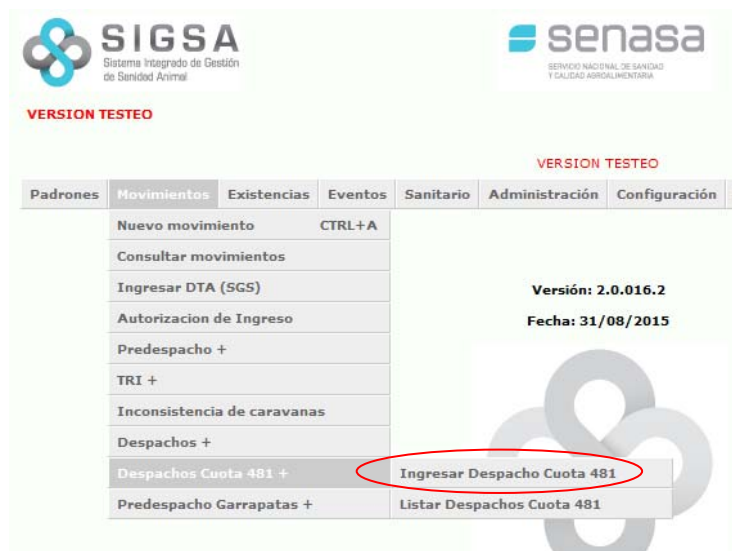 SIGSA
Sistema Integrado de Gestión
de Sanidad Animal
senasa
SERVICIO NACIONAL DE SANIDAD
Y CALIDAD AGROALIMENTARIA
VERSION TESTEO
VERSION TESTEO
Padrones Movimientos Existencias Eventos Sanitario Administración Configuración
Nuevo movimiento CTRL+A
Consultar movimientos
Ingresar DTA (SGS)
Autorizacion de Ingreso
Predespacho +
TRI +
Inconsistencia de caravanas
Despachos +
Despachos Cuota 481 +
Predespacho Garrapatas +
Ingresar Despacho Cuota 481
Listar Despachos Cuota 481
Versión: 2.0.016.2
Fecha: 31/08/2015